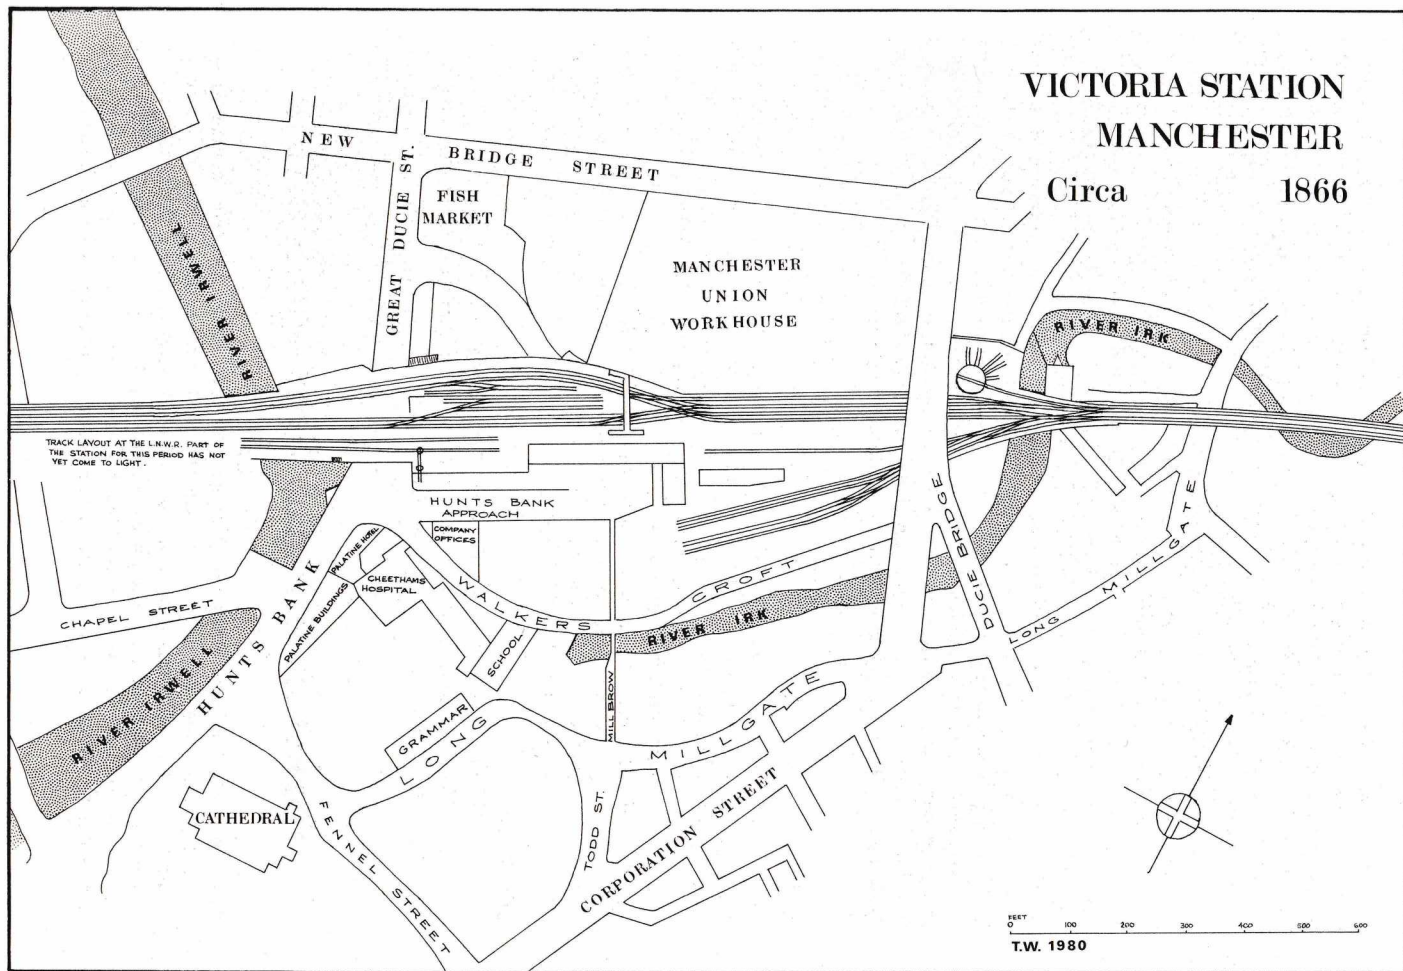 VICTORIA STATION
MANCHESTER
Circa 1866
NEW BRIDGE STREET
GREAT DUCIE ST.
FISH
MARKET
RIVER IRWELL
RIVER IRWELL
MANCHESTER
UNION
WORKHOUSE
RIVER IRK
TRACK LAYOUT AT THE L.N.W.R. PART OF
THE STATION FOR THIS PERIOD HAS NOT
YET COME TO LIGHT.
HUNTS BANK
APPROACH
COMPANY
OFFICES
PALATINE HOTEL
CHEETHAMS
HOSPITAL
PALATINE BUILDINGS
HUNTS BANK
CHAPEL STREET
RIVER IRWELL
WALKERS CROFT
SCHOOL
RIVER IRK
DUCIE BRIDGE
LONG MILLGATE
MILL BROW
GRAMMAR
LONG MILLGATE
CATHEDRAL
FENNEL STREET
TODD ST.
CORPORATION STREET
FEET
0 100 200 300 400 500 600
T.W. 1980